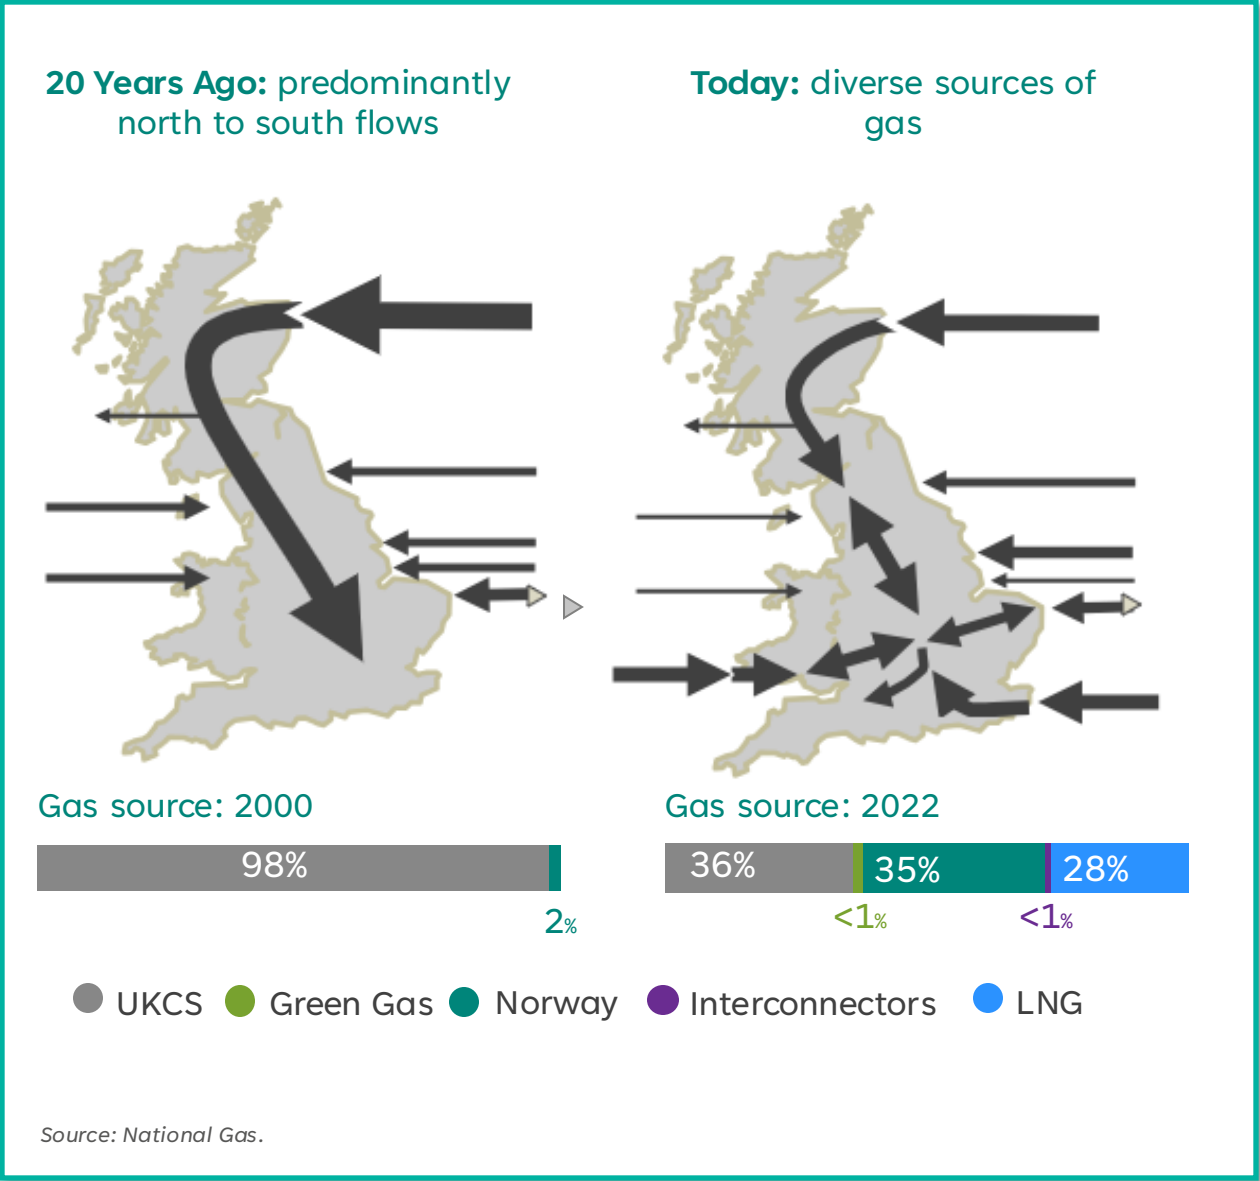 20 Years Ago: predominantly
north to south flows
Today: diverse sources of
gas
Gas source: 2000
98%
2%
Gas source: 2022
36%
35%
28%
<1%
<1%
UKCS
Green Gas
Norway
Interconnectors
LNG
Source: National Gas.